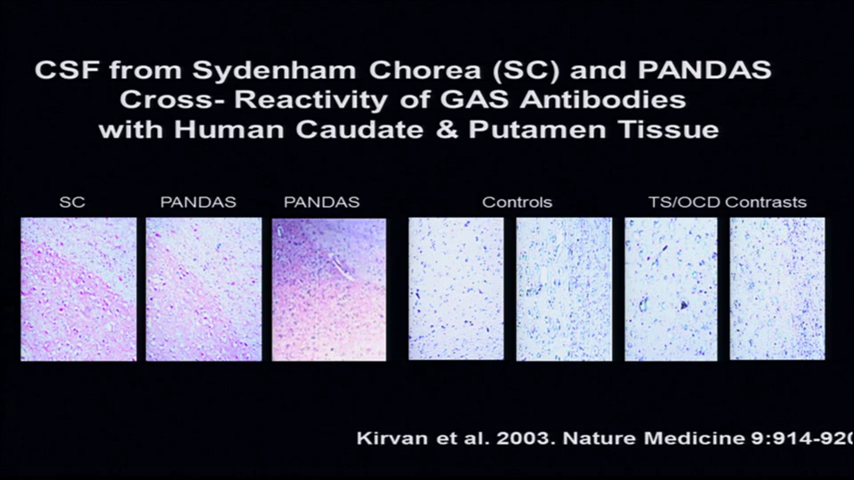 CSF from Sydenham Chorea (SC) and PANDAS
Cross- Reactivity of GAS Antibodies
with Human Caudate & Putamen Tissue
SC PANDAS PANDAS Controls TS/OCD Contrasts
Kirvan et al. 2003. Nature Medicine 9:914-920